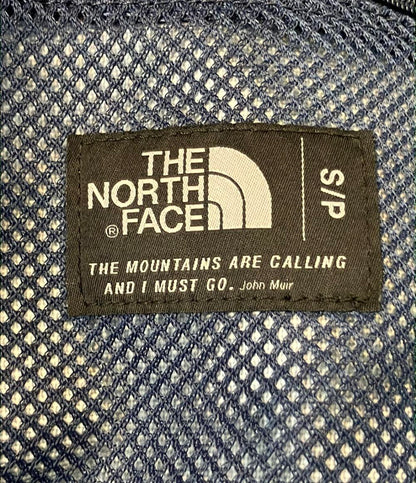 THE
NORTH
FACE
®
S/P
THE MOUNTAINS ARE CALLING
AND I MUST GO. John Muir